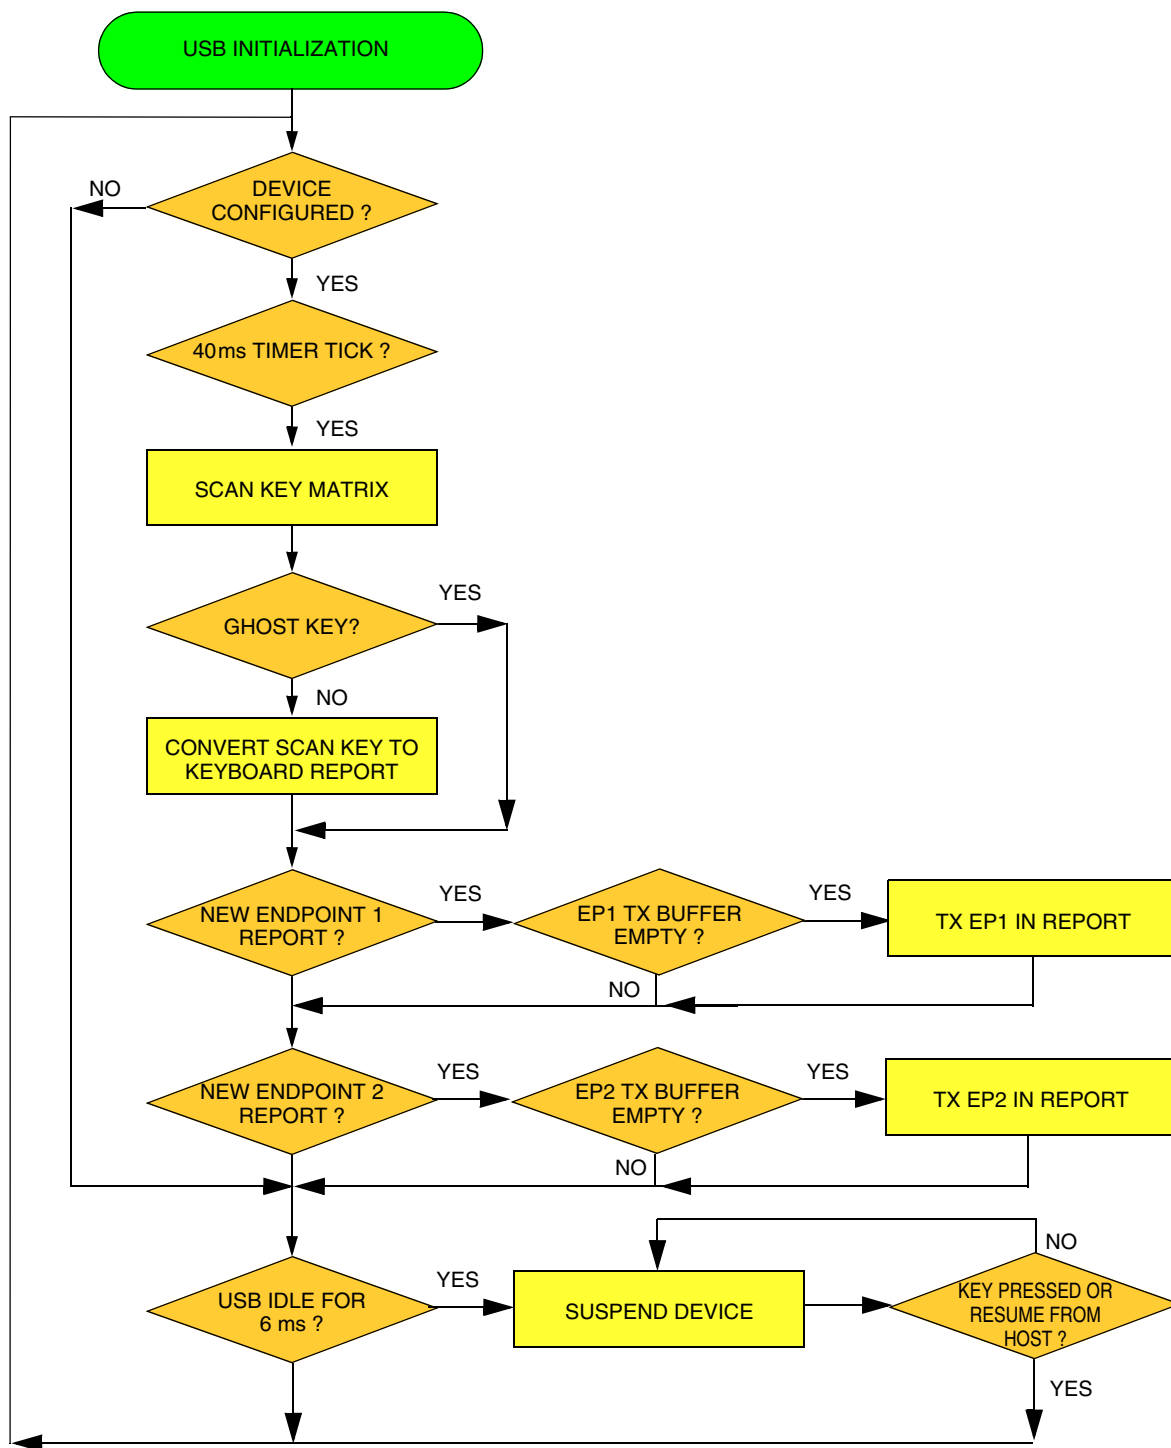 USB INITIALIZATION
NO
DEVICE
CONFIGURED ?
YES
40ms TIMER TICK ?
YES
SCAN KEY MATRIX
YES
GHOST KEY?
NO
CONVERT SCAN KEY TO
KEYBOARD REPORT
NEW ENDPOINT 1
REPORT ?
YES
EP1 TX BUFFER
EMPTY ?
YES
TX EP1 IN REPORT
NO
NEW ENDPOINT 2
REPORT ?
YES
EP2 TX BUFFER
EMPTY ?
YES
TX EP2 IN REPORT
NO
USB IDLE FOR
6 ms ?
YES
SUSPEND DEVICE
NO
KEY PRESSED OR
RESUME FROM
HOST ?
YES